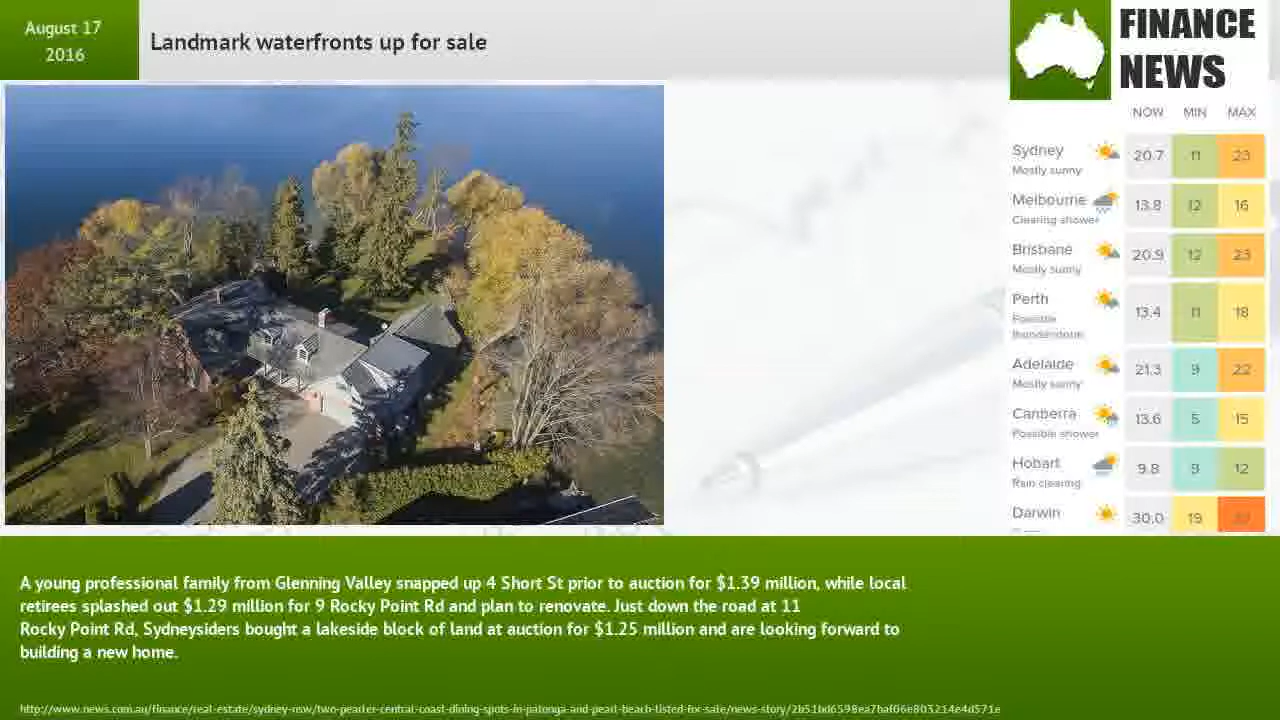 August 17
2016
Landmark waterfronts up for sale
FINANCE
NEWS
NOW MIN MAX
Sydney 20.7 11 23
Mostly sunny
Melbourne 13.8 12 16
Clearing shower
Brisbane 20.9 12 23
Mostly sunny
Perth 13.4 11 18
Possible
thunderstorm
Adelaide 21.3 9 22
Mostly sunny
Canberra 13.6 5 15
Possible shower
Hobart 9.8 9 12
Rain clearing
Darwin 30.0 19
A young professional family from Glenning Valley snapped up 4 Short St prior to auction for $1.39 million, while local
retirees splashed out $1.29 million for 9 Rocky Point Rd and plan to renovate. Just down the road at 11
Rocky Point Rd, Sydneysiders bought a lakeside block of land at auction for $1.25 million and are looking forward to
building a new home.
http://www.news.com.au/finance/real-estate/sydney-nsw/two-pearler-central-coast-dining-spots-in-patonga-and-pearl-beach-listed-for-sale/news-story/2b51bd6598ea7baf06e803214e4d571e